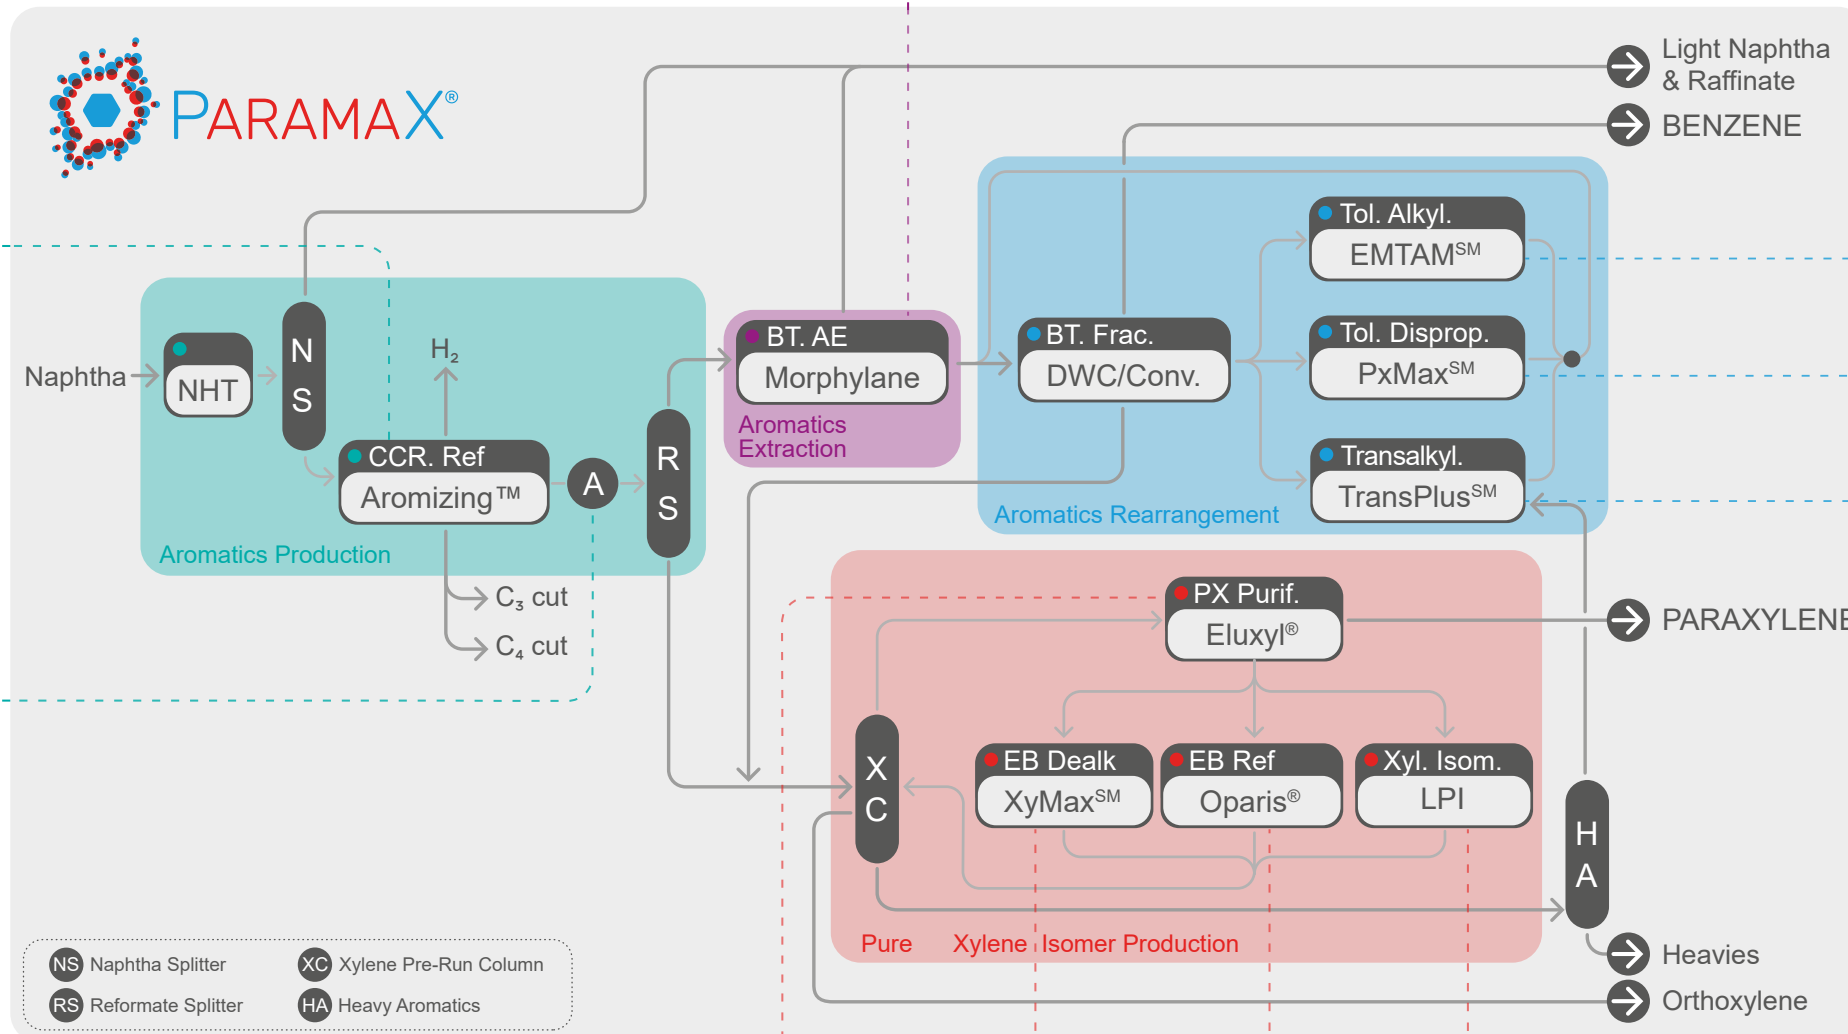 PARAMAX®
Light Naphtha
& Raffinate
BENZENE
Tol. Alkyl.
EMTAMSM
BT. AE
Morphylane
BT. Frac.
DWC/Conv.
Tol. Disprop.
PxMaxSM
Naphtha
NHT
N
S
H₂
Aromatics
Extraction
CCR. Ref
Aromizing™
A
R
S
Transalkyl.
TransPlusSM
Aromatics Rearrangement
Aromatics Production
C₃ cut
C₄ cut
PX Purif.
Eluxyl®
PARAXYLENE
X
C
EB Dealk
XyMaxSM
EB Ref
Oparis®
Xyl. Isom.
LPI
H
A
Pure Xylene Isomer Production
NS Naphtha Splitter
XC Xylene Pre-Run Column
RS Reformate Splitter
HA Heavy Aromatics
Heavies
Orthoxylene